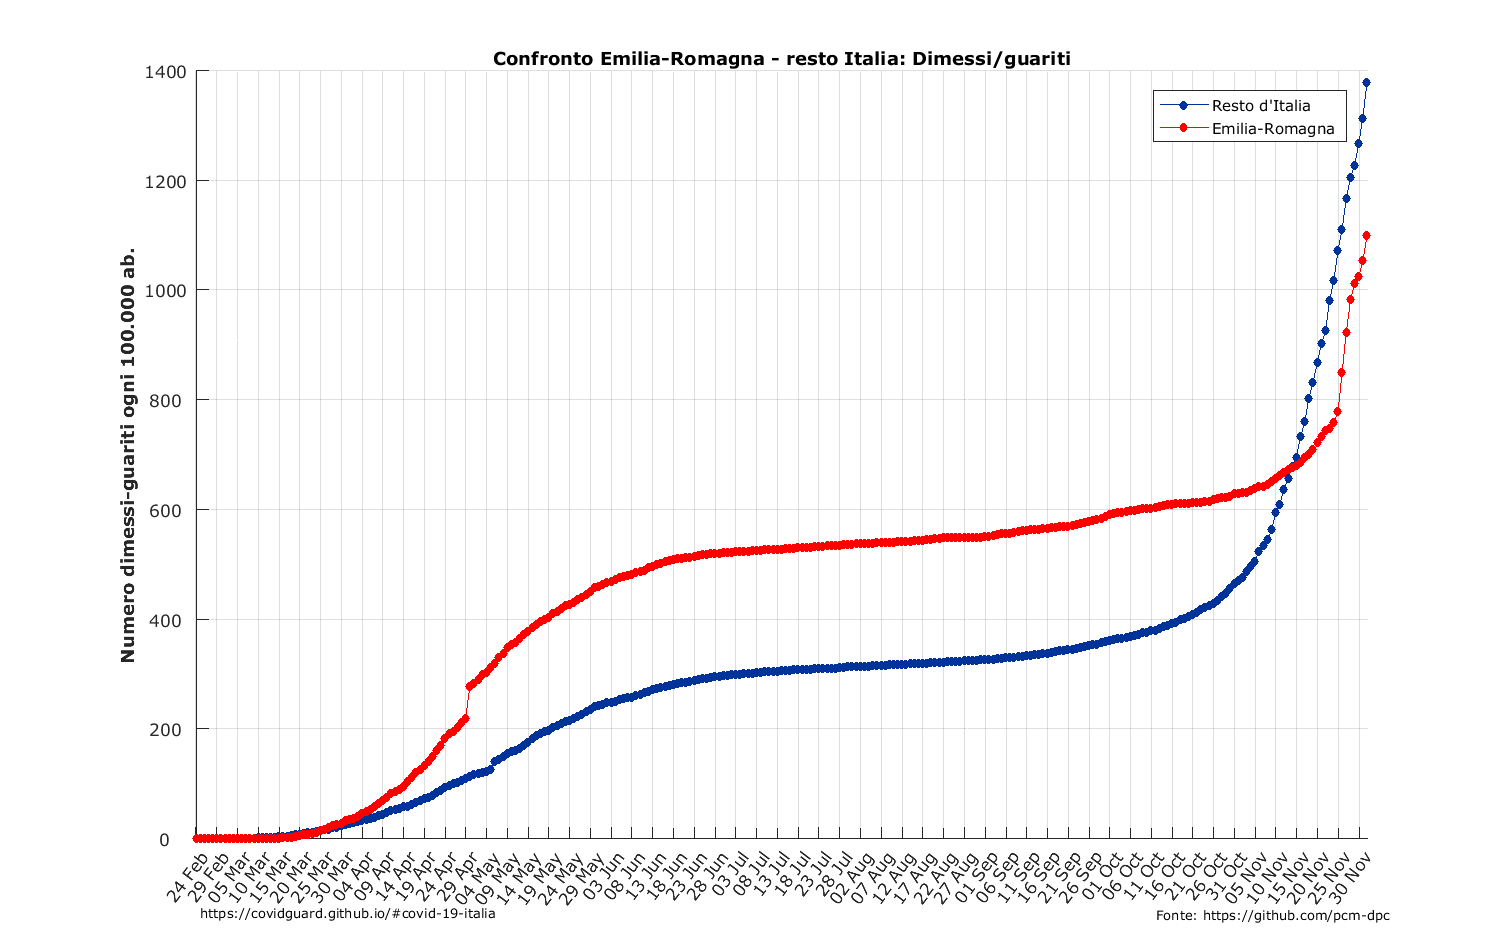 Confronto Emilia-Romagna - resto Italia: Dimessi/guariti
Resto d'Italia
Emilia-Romagna
Numero dimessi-guariti ogni 100.000 ab.
1400
1200
1000
800
600
400
200
0
24 Feb
29 Feb
05 Mar
10 Mar
15 Mar
20 Mar
25 Mar
30 Mar
04 Apr
09 Apr
14 Apr
19 Apr
24 Apr
29 Apr
04 May
09 May
14 May
19 May
24 May
29 May
03 Jun
08 Jun
13 Jun
18 Jun
23 Jun
28 Jun
03 Jul
08 Jul
13 Jul
18 Jul
23 Jul
28 Jul
02 Aug
07 Aug
12 Aug
17 Aug
22 Aug
27 Aug
01 Sep
06 Sep
11 Sep
16 Sep
21 Sep
26 Sep
01 Oct
06 Oct
11 Oct
16 Oct
21 Oct
26 Oct
31 Oct
05 Nov
10 Nov
15 Nov
20 Nov
25 Nov
30 Nov
https://covidguard.github.io/#covid-19-italia
Fonte: https://github.com/pcm-dpc